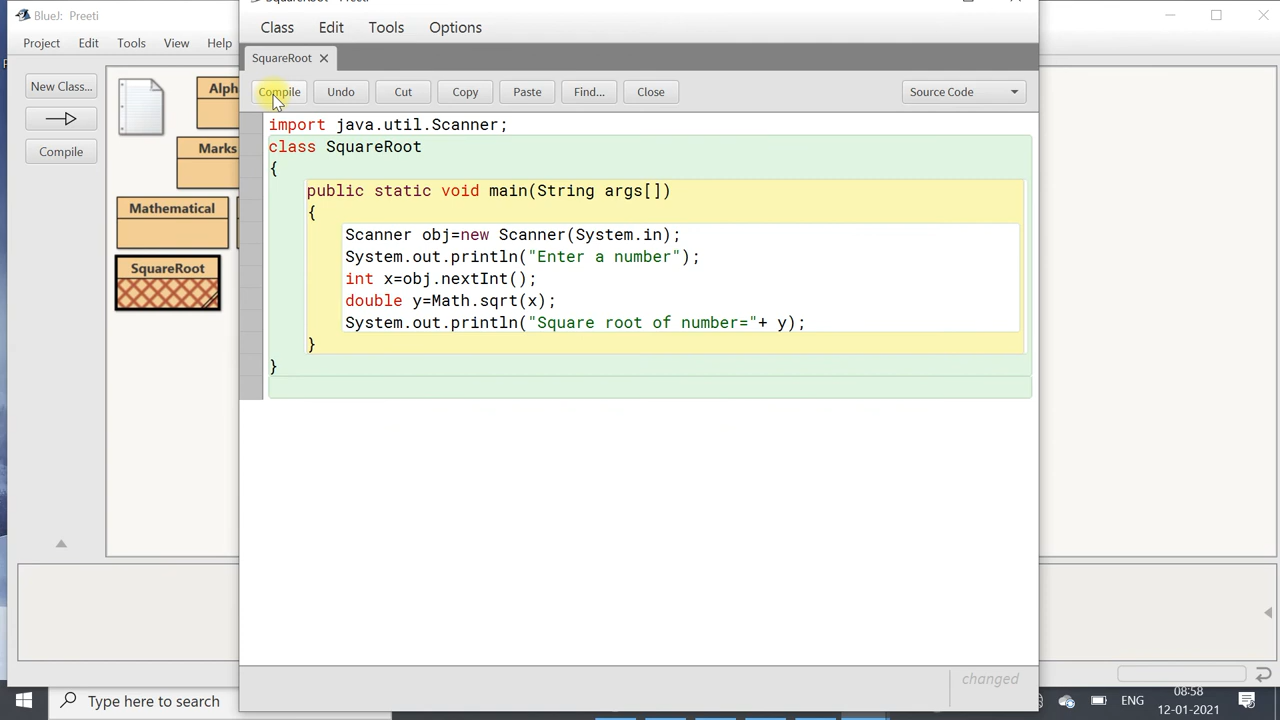 BlueJ: Preeti
Project Edit Tools View Help
New Class...
Compile
Alph
Marks
Mathematical
SquareRoot
SquareRoot - Preeti
Class Edit Tools Options
SquareRoot
Compile Undo Cut Copy Paste Find... Close Source Code
import java.util.Scanner;
class SquareRoot
{
public static void main(String args[])
{
Scanner obj=new Scanner(System.in);
System.out.println("Enter a number");
int x=obj.nextInt();
double y=Math.sqrt(x);
System.out.println("Square root of number="+ y);
}
}
changed
Type here to search
ENG
08:58
12-01-2021